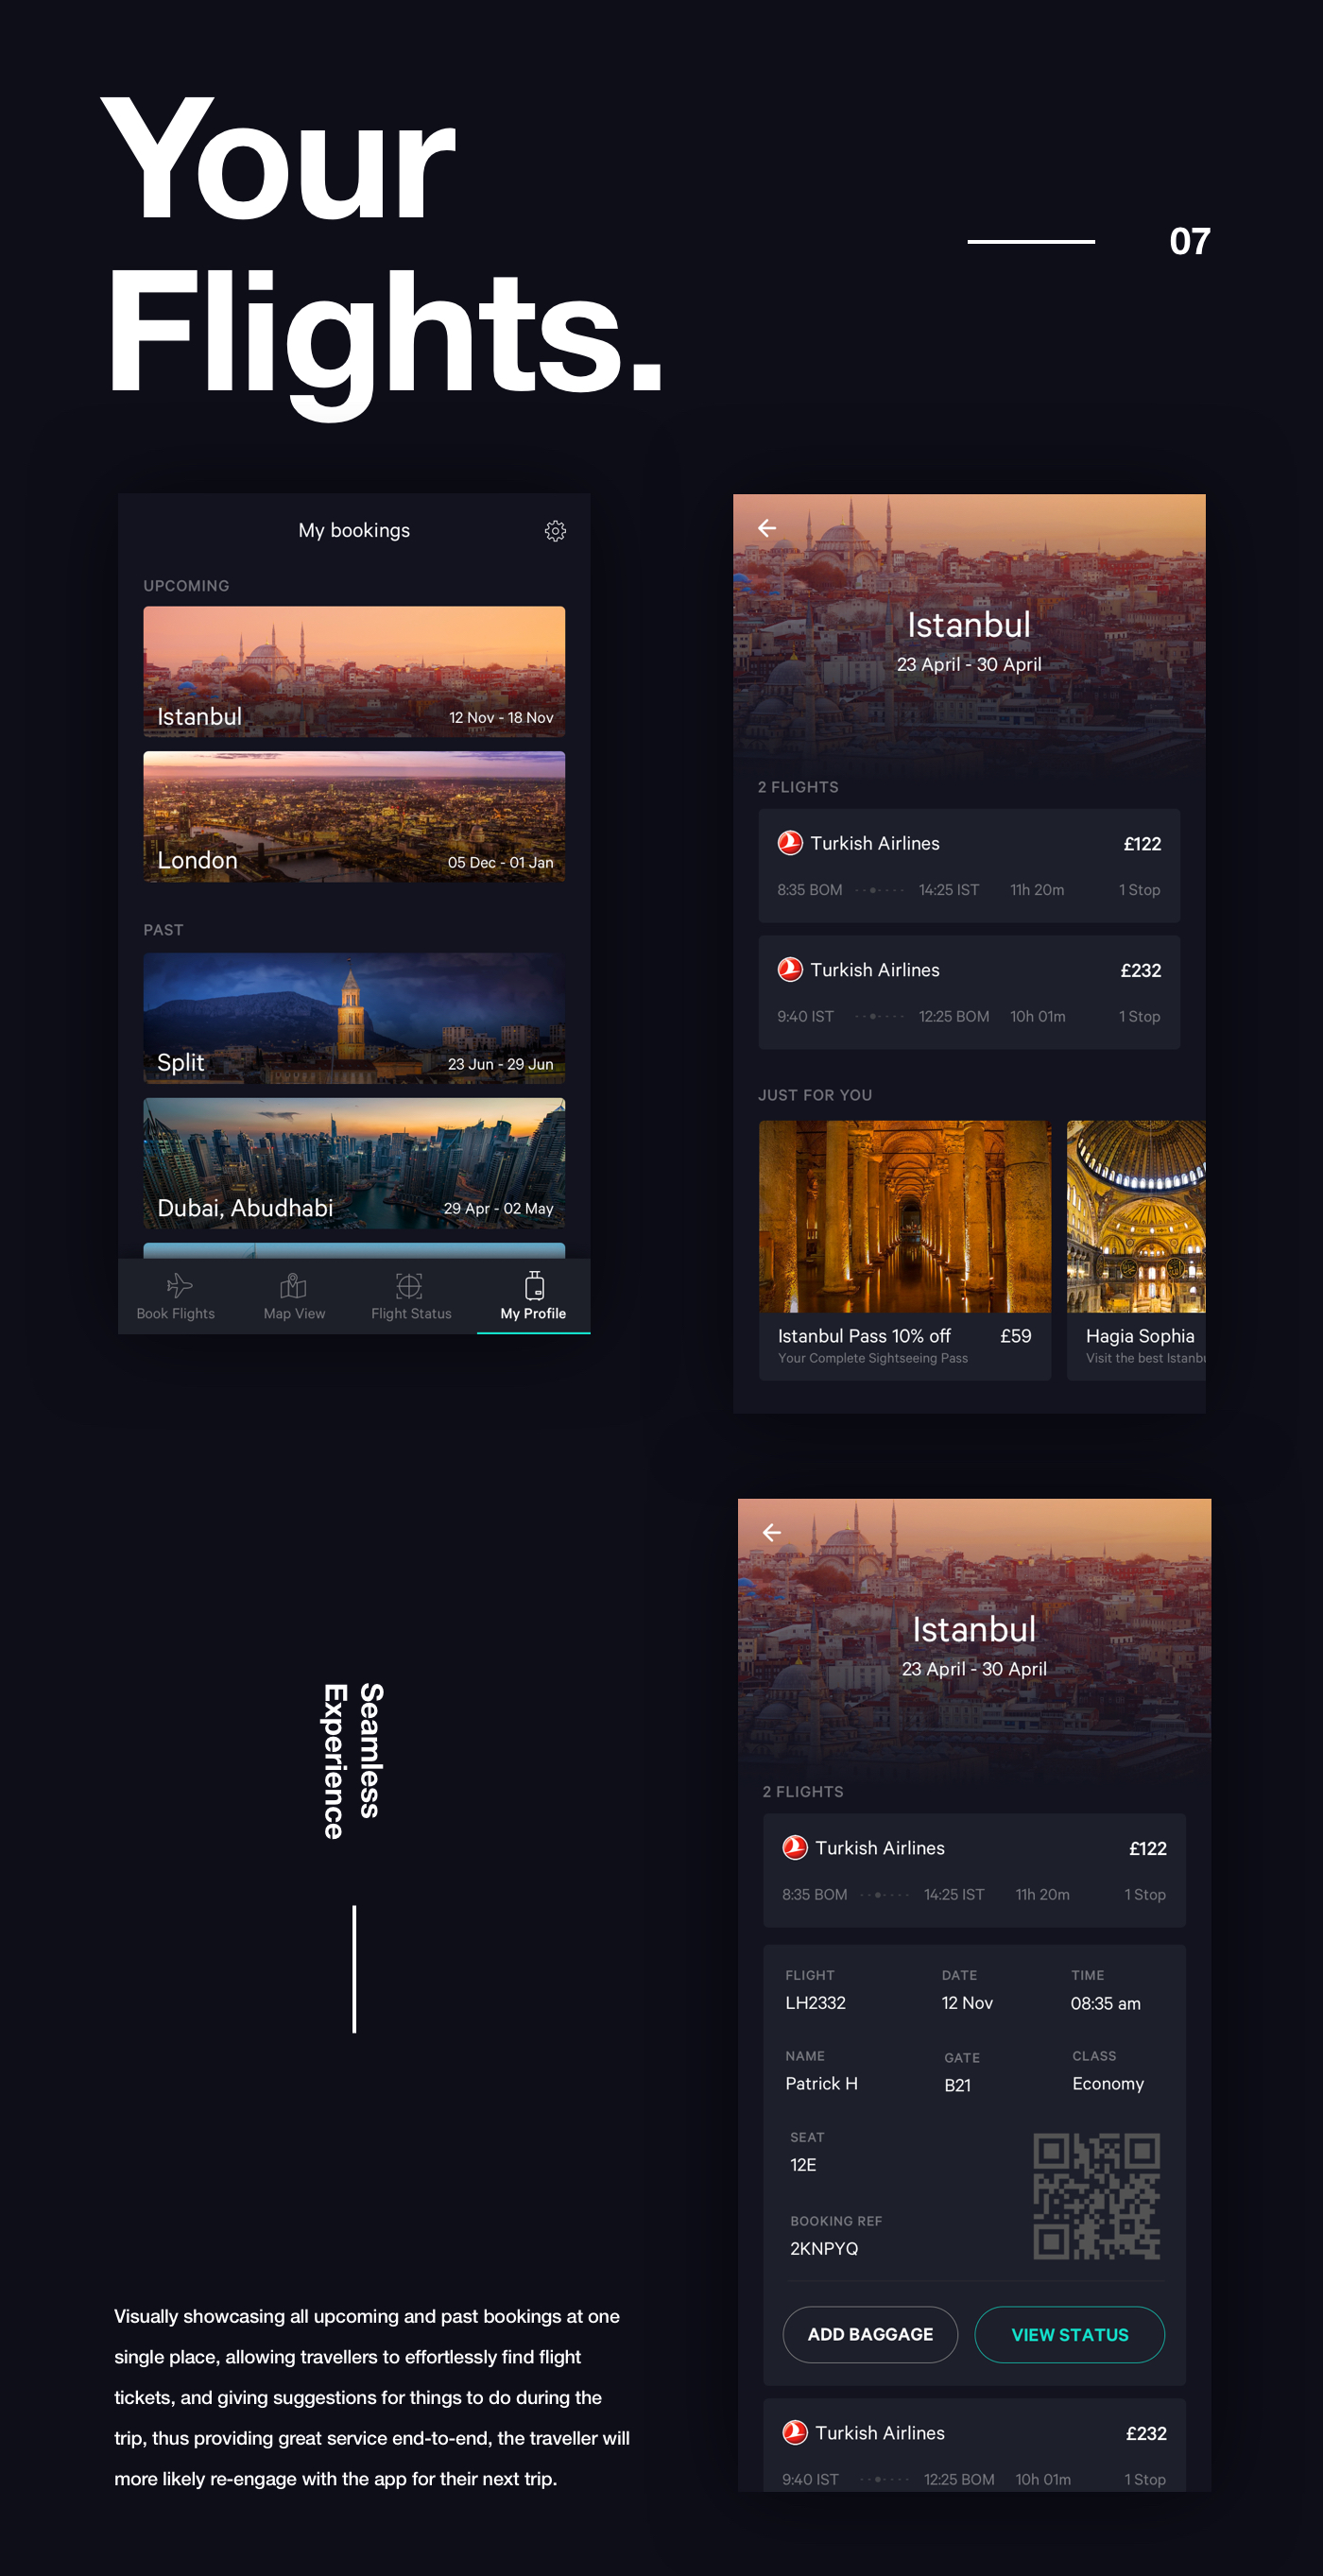 Your
Flights.
07
My bookings
UPCOMING
Istanbul
12 Nov - 18 Nov
London
05 Dec - 01 Jan
PAST
Split
23 Jun - 29 Jun
Dubai, Abudhabi
29 Apr - 02 May
Book Flights
Map View
Flight Status
My Profile
Istanbul
23 April - 30 April
2 FLIGHTS
Turkish Airlines £122
8:35 BOM 14:25 IST 11h 20m 1 Stop
Turkish Airlines £232
9:40 IST 12:25 BOM 10h 01m 1 Stop
JUST FOR YOU
Istanbul Pass 10% off £59
Your Complete Sightseeing Pass
Hagia Sophia
Visit the best Istanbu
Seamless
Experience
Visually showcasing all upcoming and past bookings at one
single place, allowing travellers to effortlessly find flight
tickets, and giving suggestions for things to do during the
trip, thus providing great service end-to-end, the traveller will
more likely re-engage with the app for their next trip.
Istanbul
23 April - 30 April
2 FLIGHTS
Turkish Airlines £122
8:35 BOM 14:25 IST 11h 20m 1 Stop
FLIGHT DATE TIME
LH2332 12 Nov 08:35 am
NAME GATE CLASS
Patrick H B21 Economy
SEAT
12E
BOOKING REF
2KNPYQ
ADD BAGGAGE VIEW STATUS
Turkish Airlines £232
9:40 IST 12:25 BOM 10h 01m 1 Stop